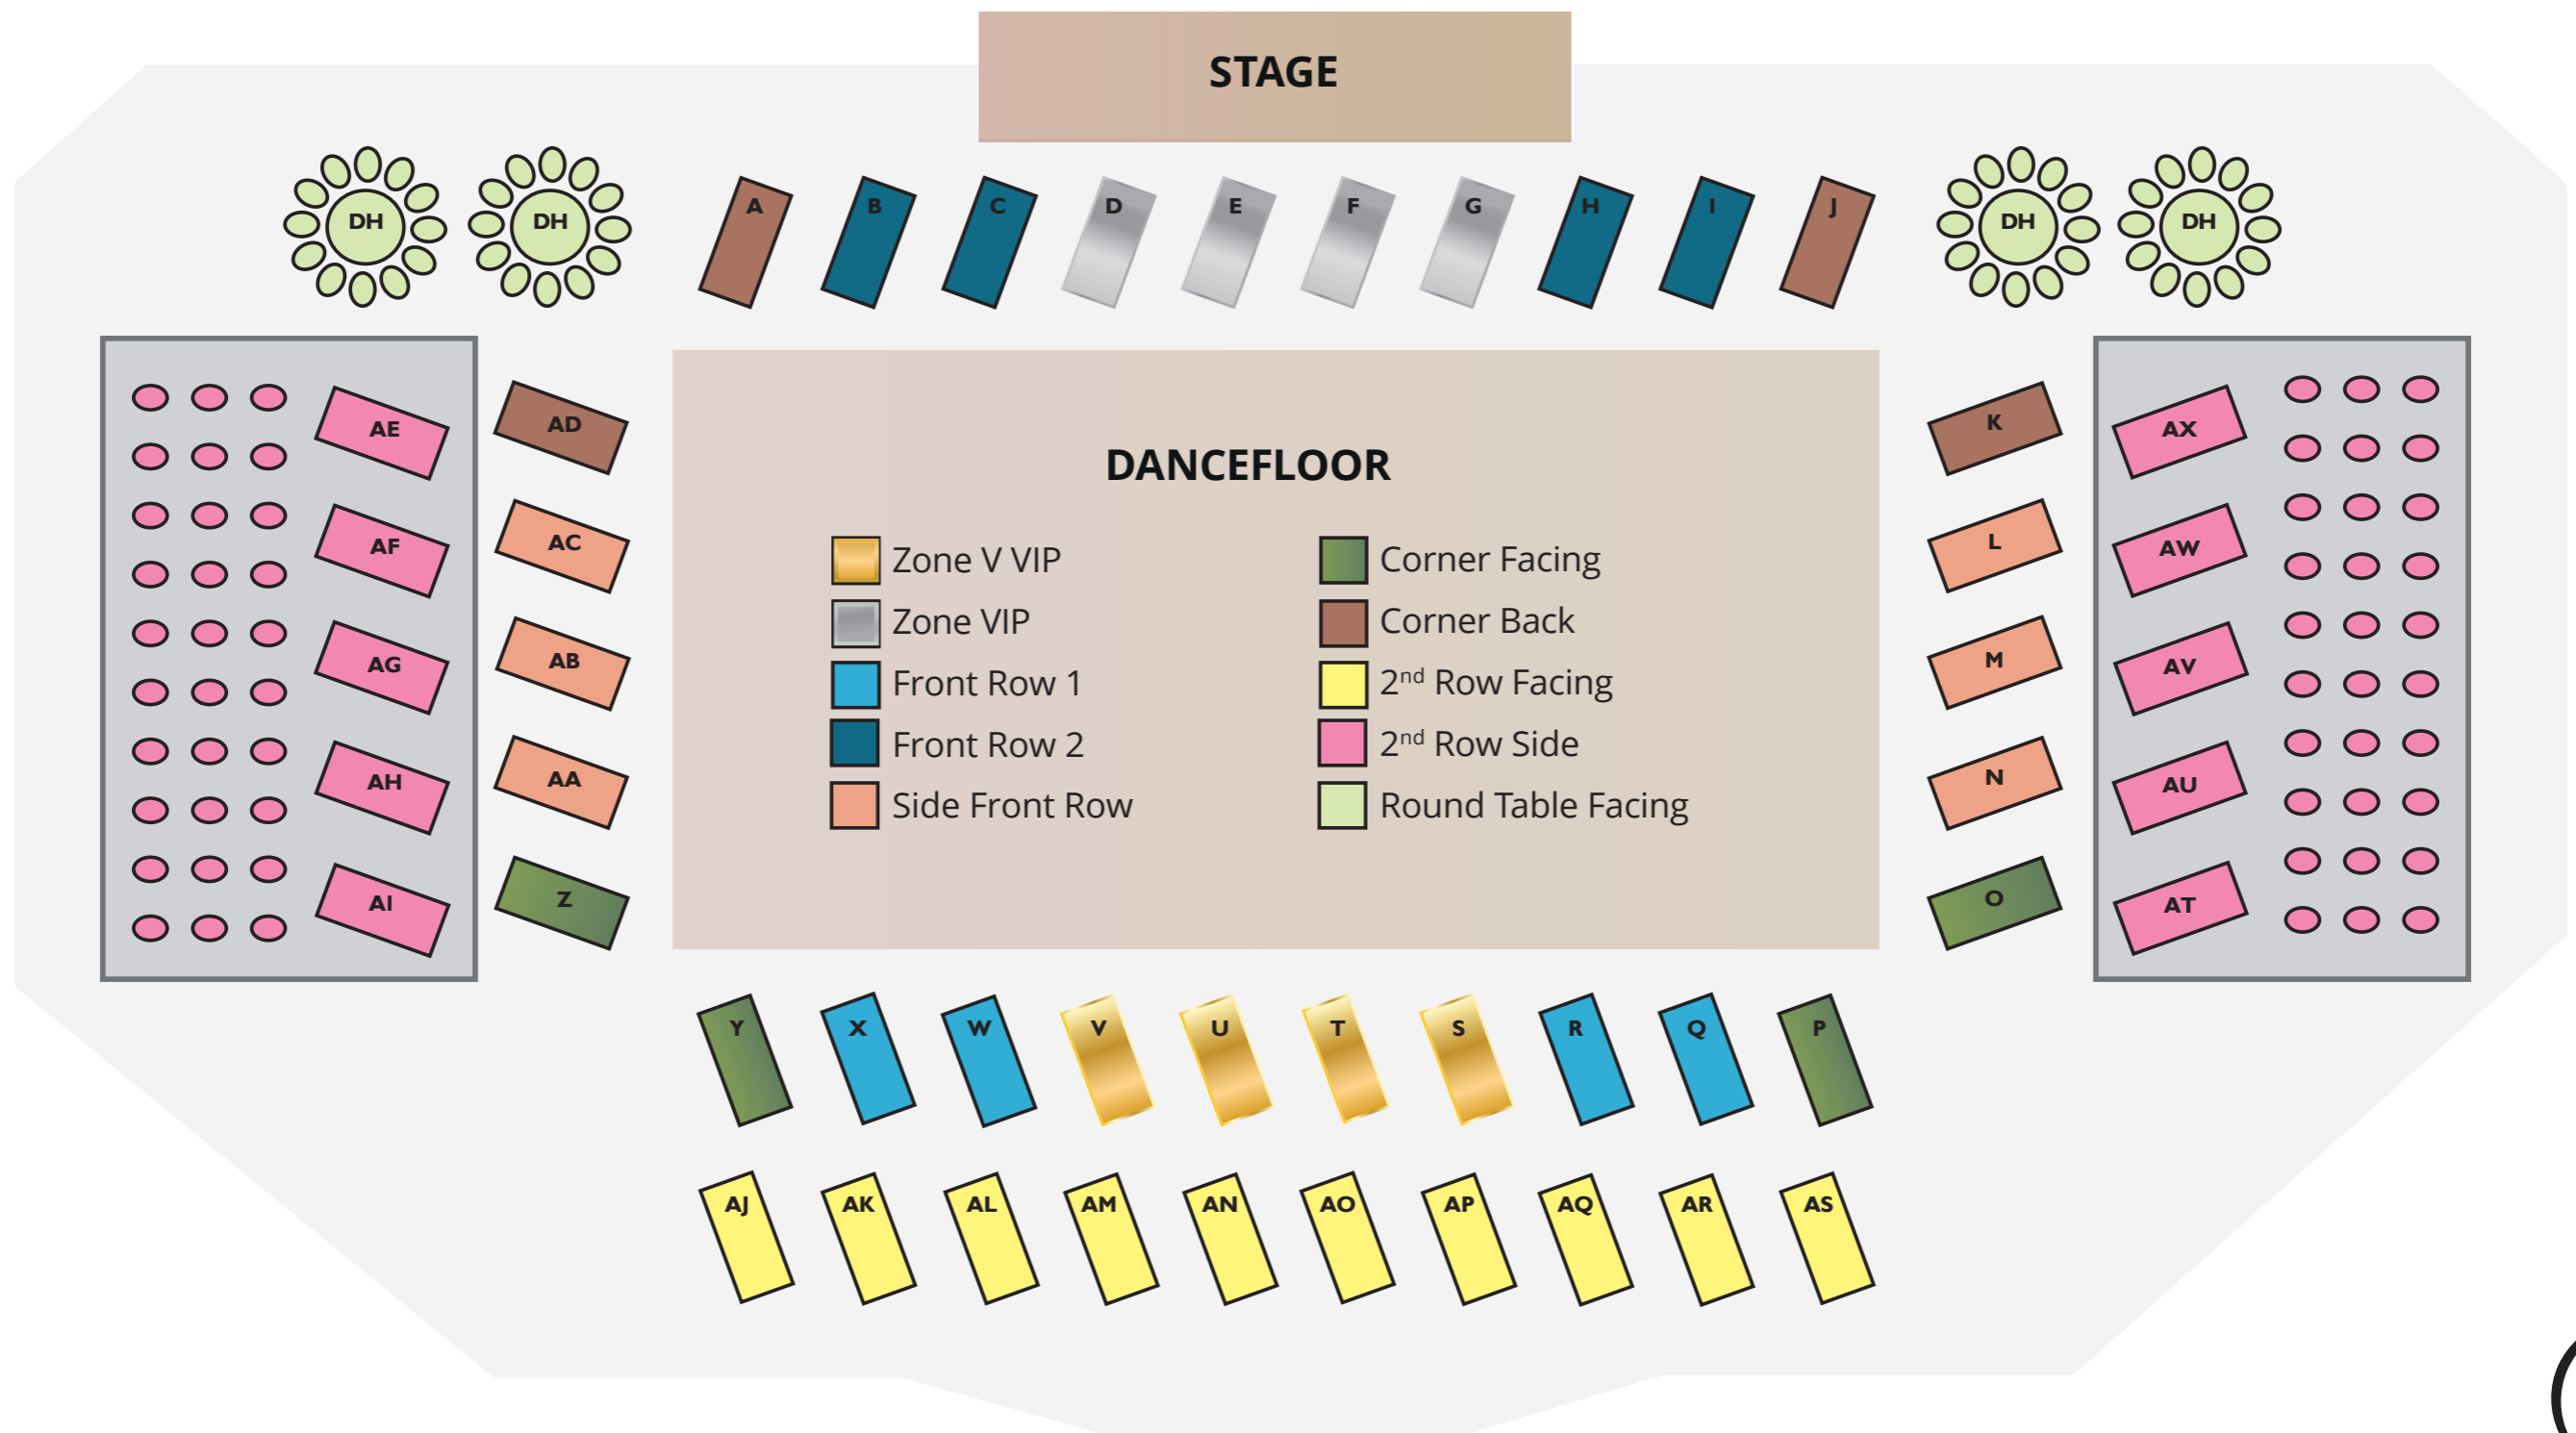 STAGE
DH DH A B C D E F G H I J DH DH
AE AD K AX
DANCEFLOOR
AF AC L AW
Zone V VIP Corner Facing
Zone VIP Corner Back
AG AB M AV
Front Row 1 2nd Row Facing
Front Row 2 2nd Row Side
AH AA N AU
Side Front Row Round Table Facing
AI Z O AT
Y X W V U T S R Q P
AJ AK AL AM AN AO AP AQ AR AS